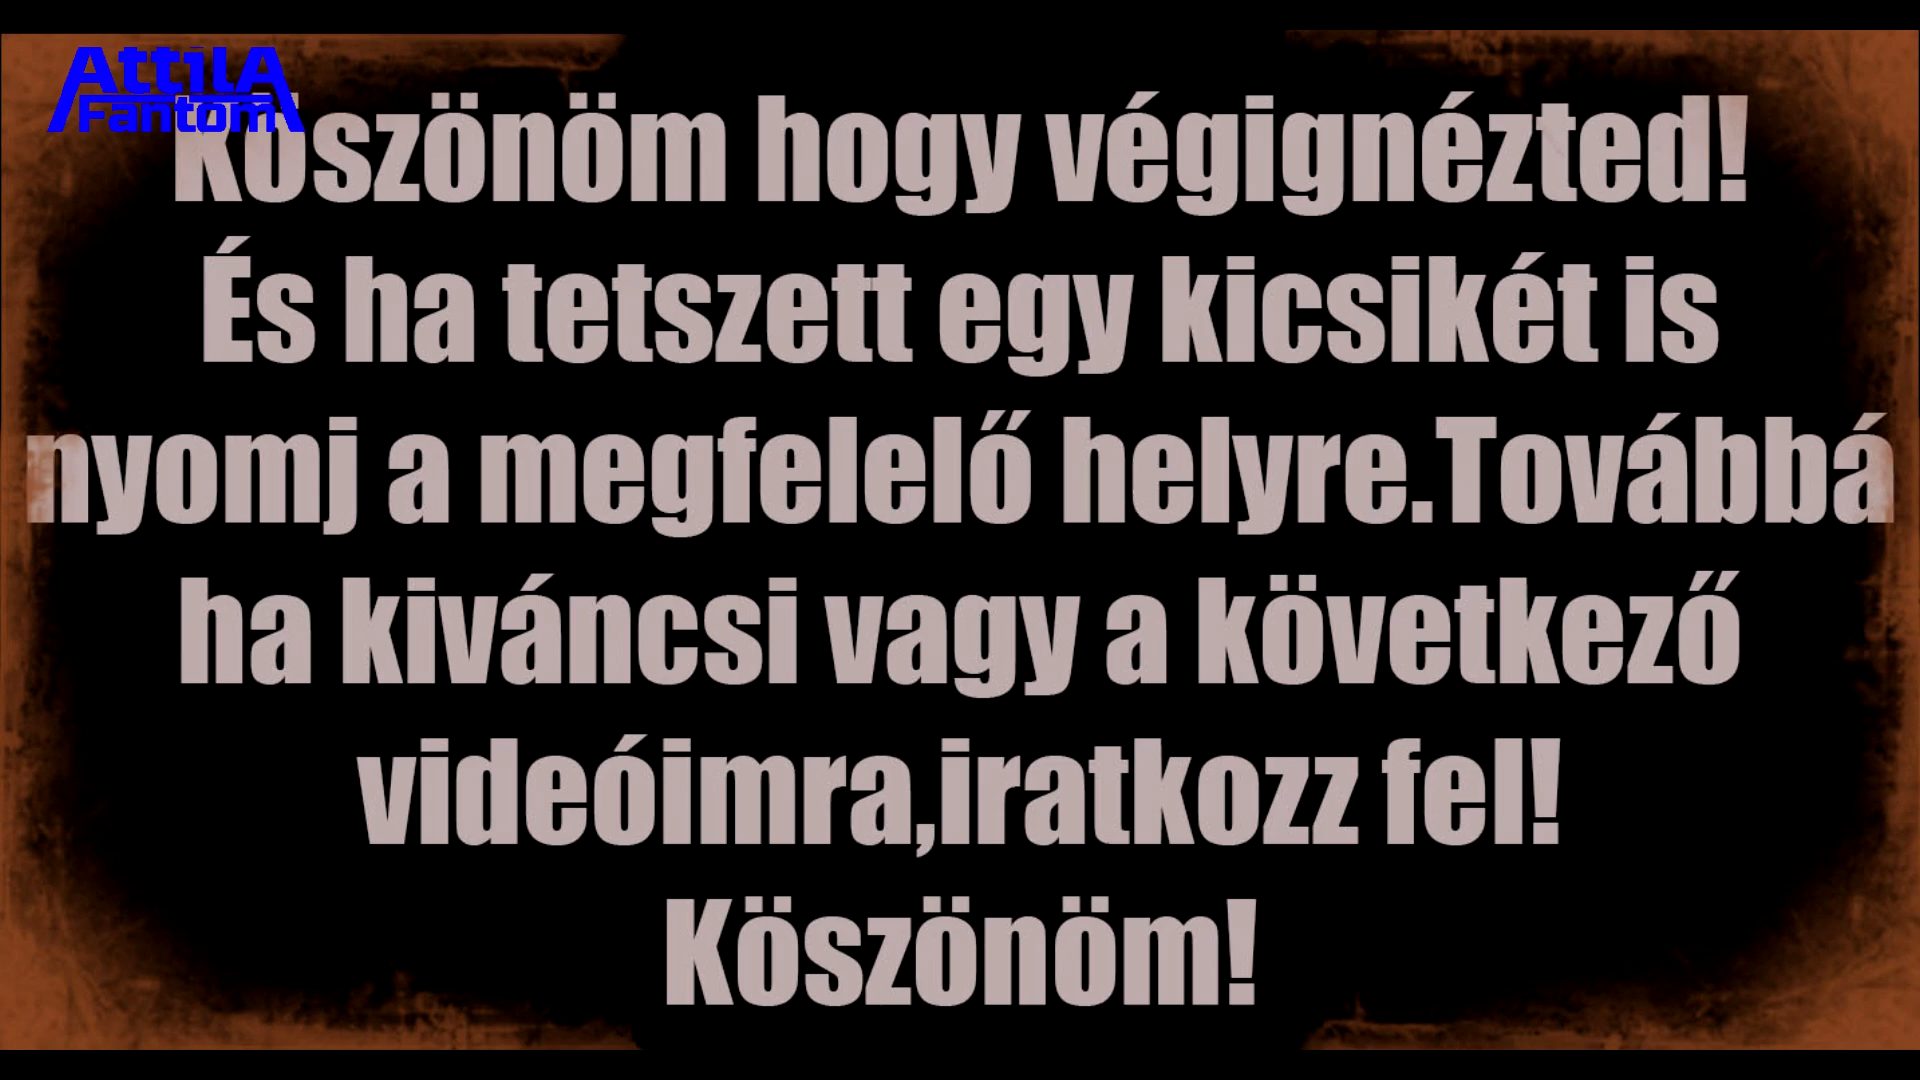 AttilA
Fantom
Köszönöm hogy végignézted!
És ha tetszett egy kicsikét is
nyomj a megfelelő helyre.Továbbá
ha kiváncsi vagy a következő
videóimra,iratkozz fel!
Köszönöm!